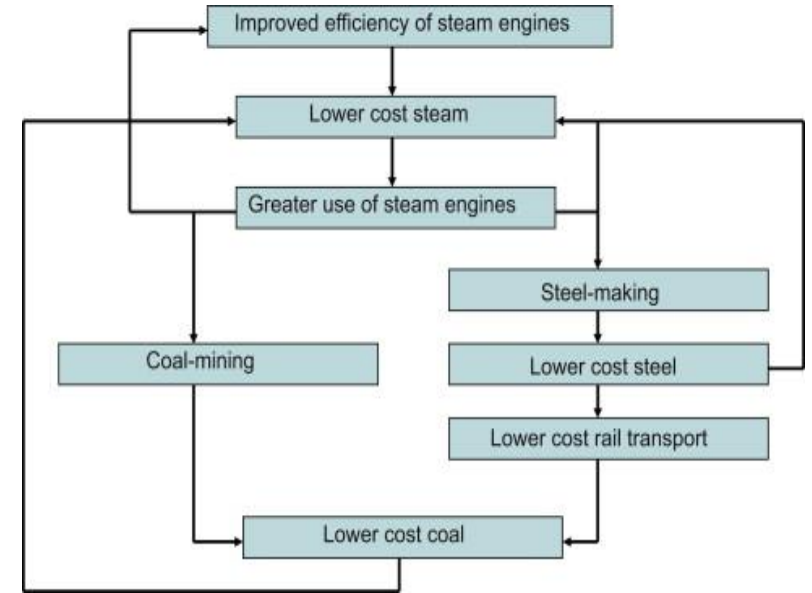 Improved efficiency of steam engines
Lower cost steam
Greater use of steam engines
Steel-making
Coal-mining
Lower cost steel
Lower cost rail transport
Lower cost coal